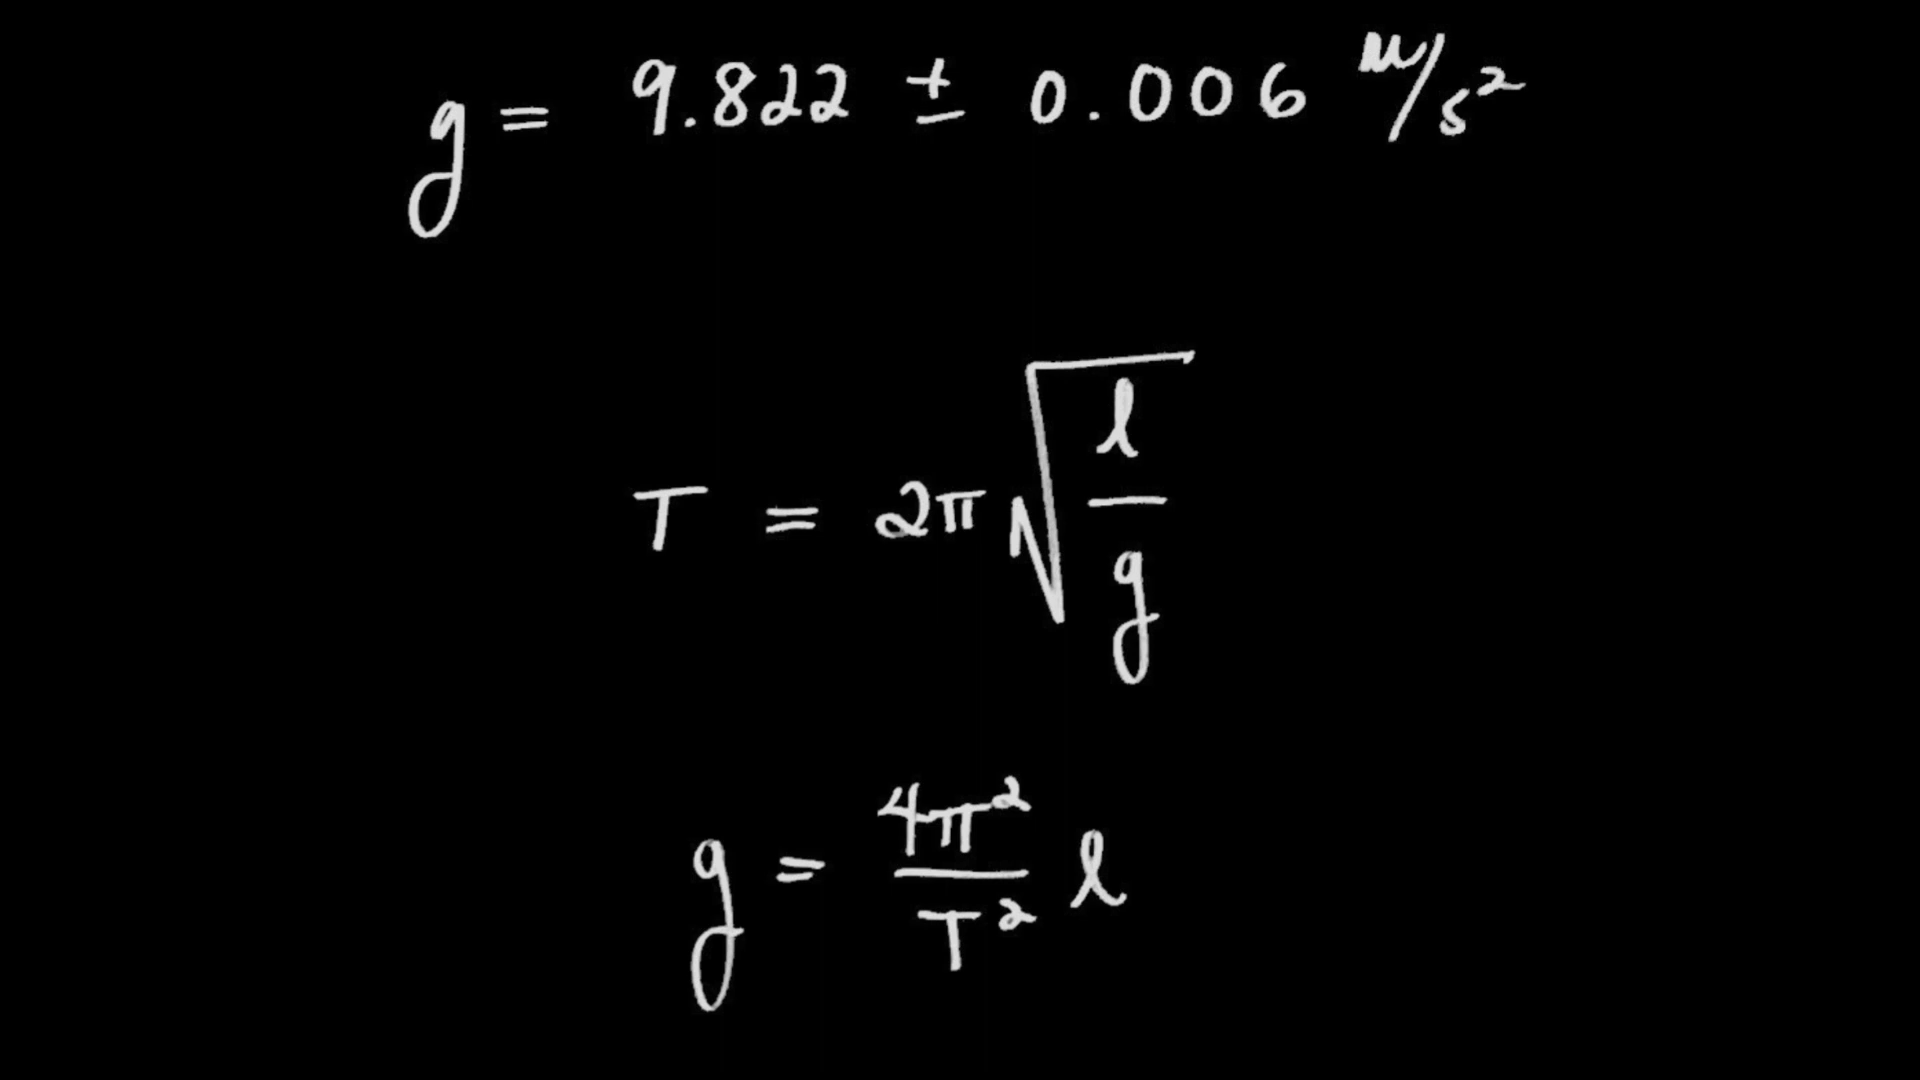 g = 9.822 ± 0.006 m/s²
T = 2π √(l/g)
g = 4π²/T² l